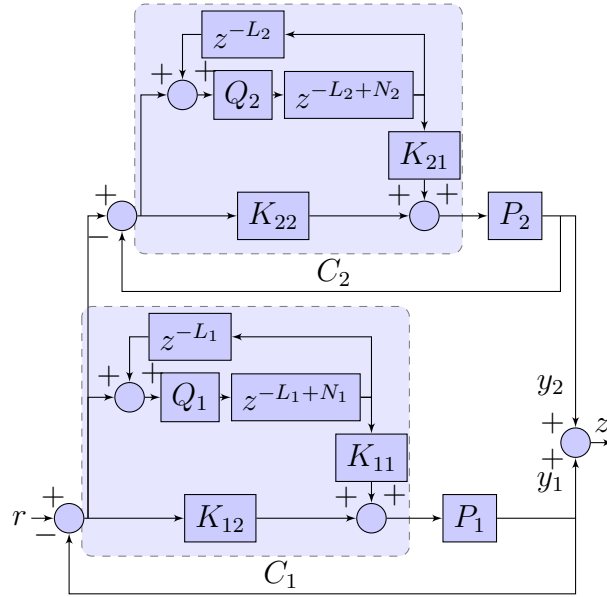 z^{-L_2}
+ +
Q_2 z^{-L_2+N_2}
K_{21}
+ + +
K_{22} P_2
−
C_2
z^{-L_1}
+ +
Q_1 z^{-L_1+N_1}
y_2
+ z
K_{11} +
y_1
+ + +
r K_{12} P_1
−
C_1